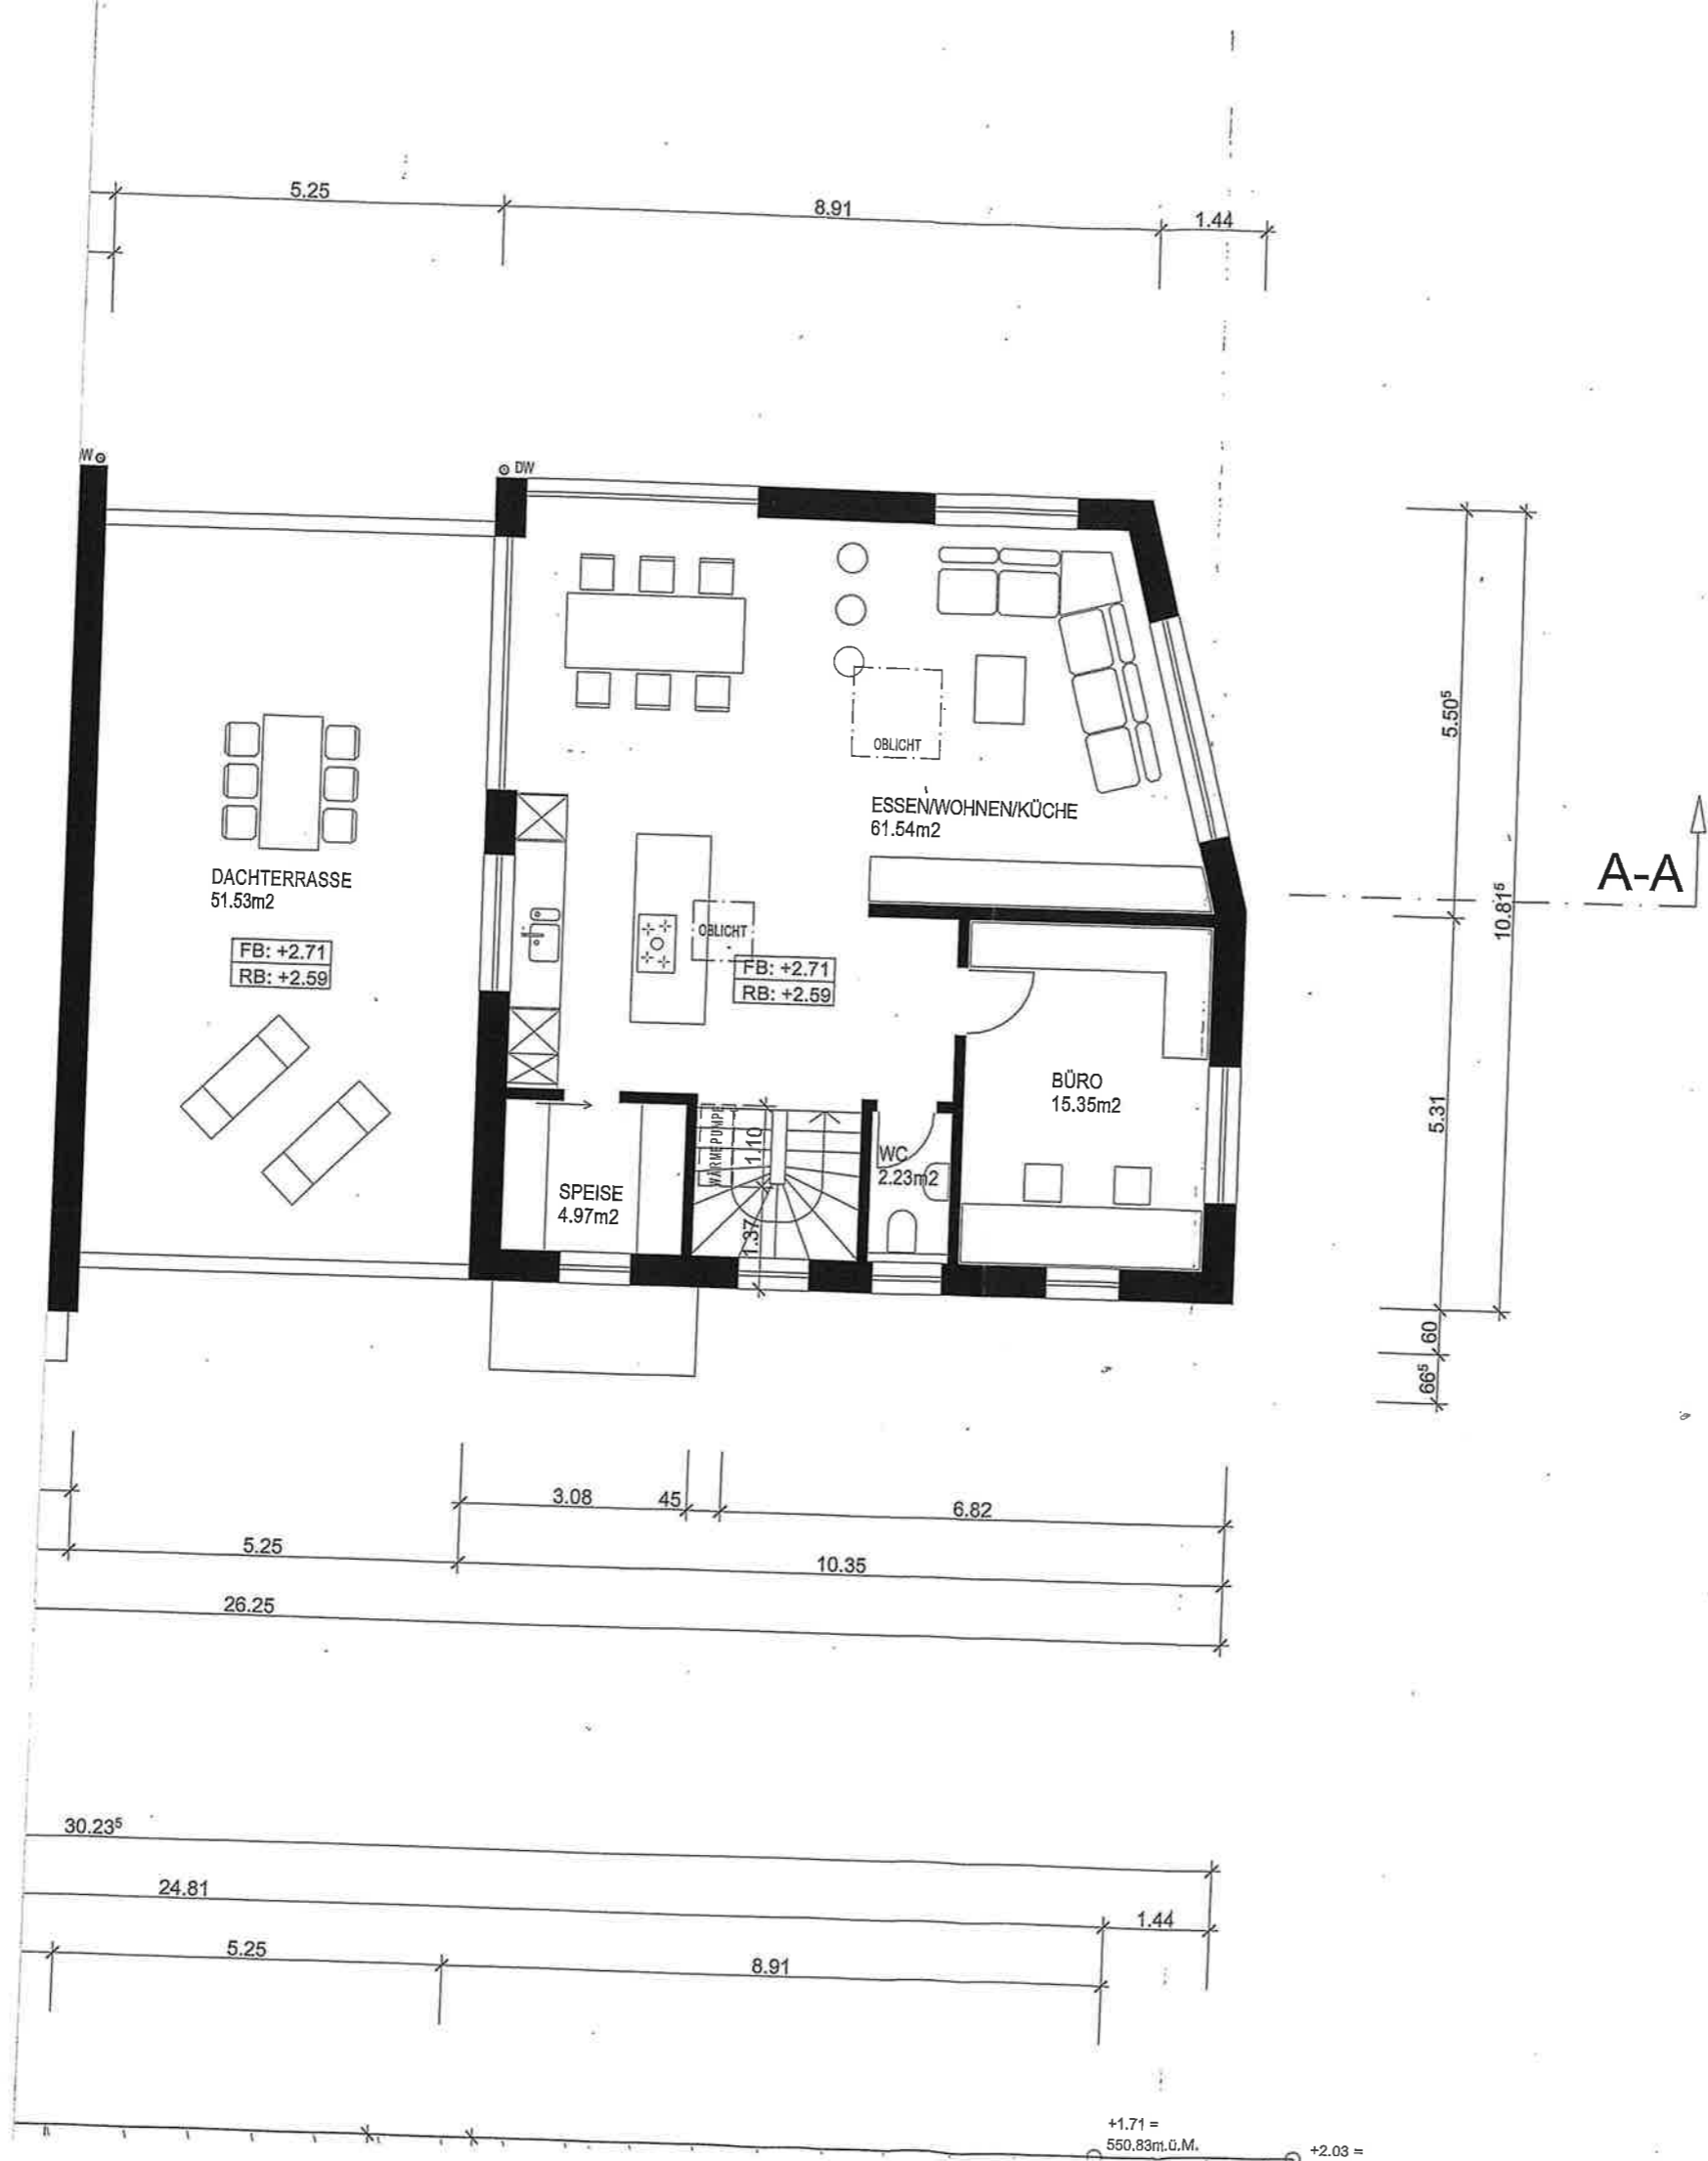 5.25
8.91
1.44
W
DW
5.50⁵
10.81⁵
OBLICHT
ESSEN/WOHNEN/KÜCHE
61.54m2
A-A
DACHTERRASSE
51.53m2
OBLICHT
FB: +2.71
RB: +2.59
FB: +2.71
RB: +2.59
BÜRO
15.35m2
5.31
WÄRMEPUMPE
1.10
WC
2.23m2
SPEISE
4.97m2
1.37
60
66⁵
3.08
45
6.82
5.25
10.35
26.25
30.23⁵
24.81
1.44
5.25
8.91
+1.71 =
550.83m.ü.M.
+2.03 =